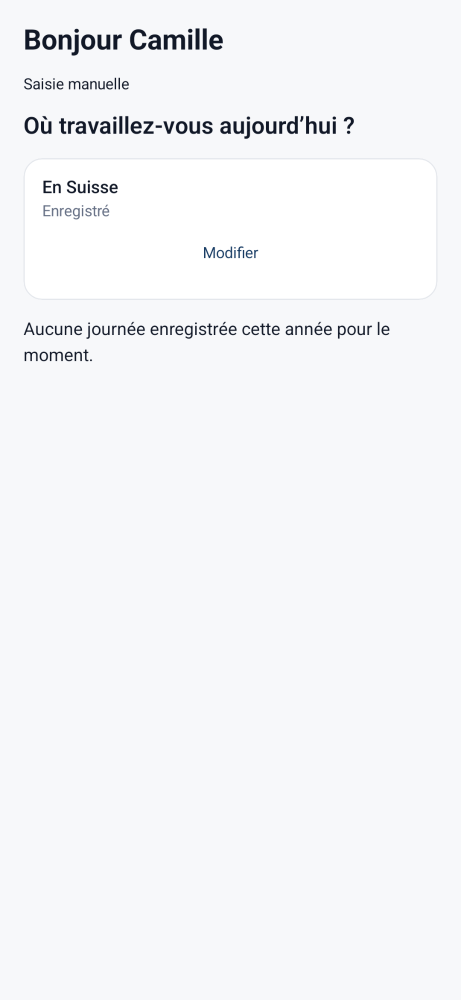 Bonjour Camille
Saisie manuelle
Où travaillez-vous aujourd’hui ?
En Suisse
Enregistré
Modifier
Aucune journée enregistrée cette année pour le
moment.